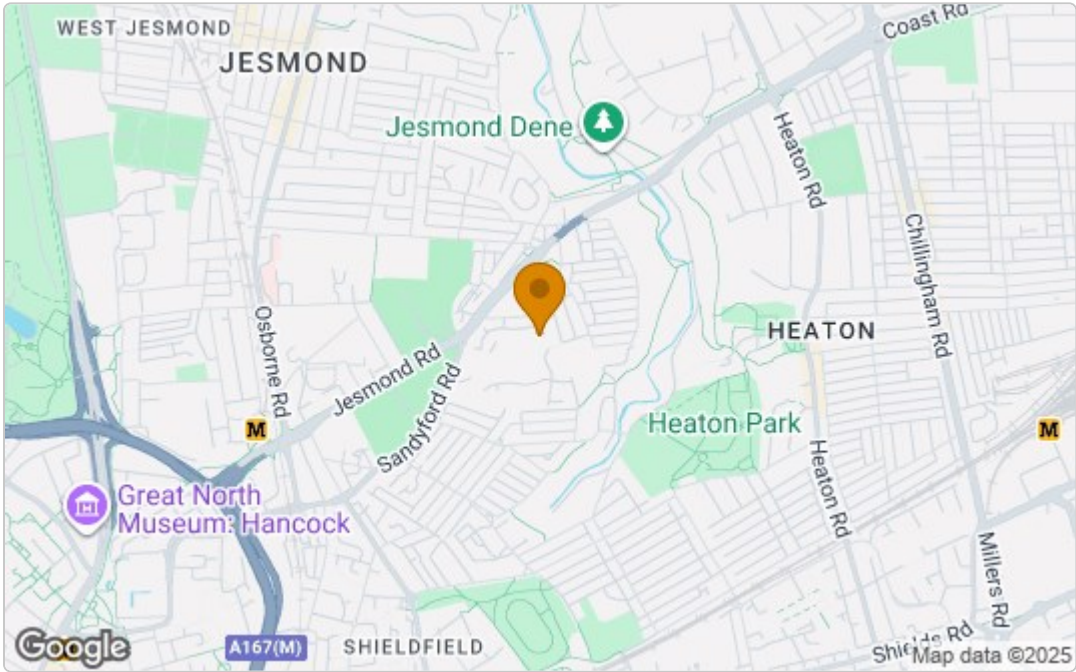 WEST JESMOND
JESMOND
Coast Rd
Jesmond Dene
Heaton Rd
Chillingham Rd
Osborne Rd
HEATON
Jesmond Rd
Sandyford Rd
M
M
Heaton Park
Heaton Rd
Great North
Museum: Hancock
Millers Rd
A167(M)
SHIELDFIELD
Shields Rd
Google
Map data ©2025